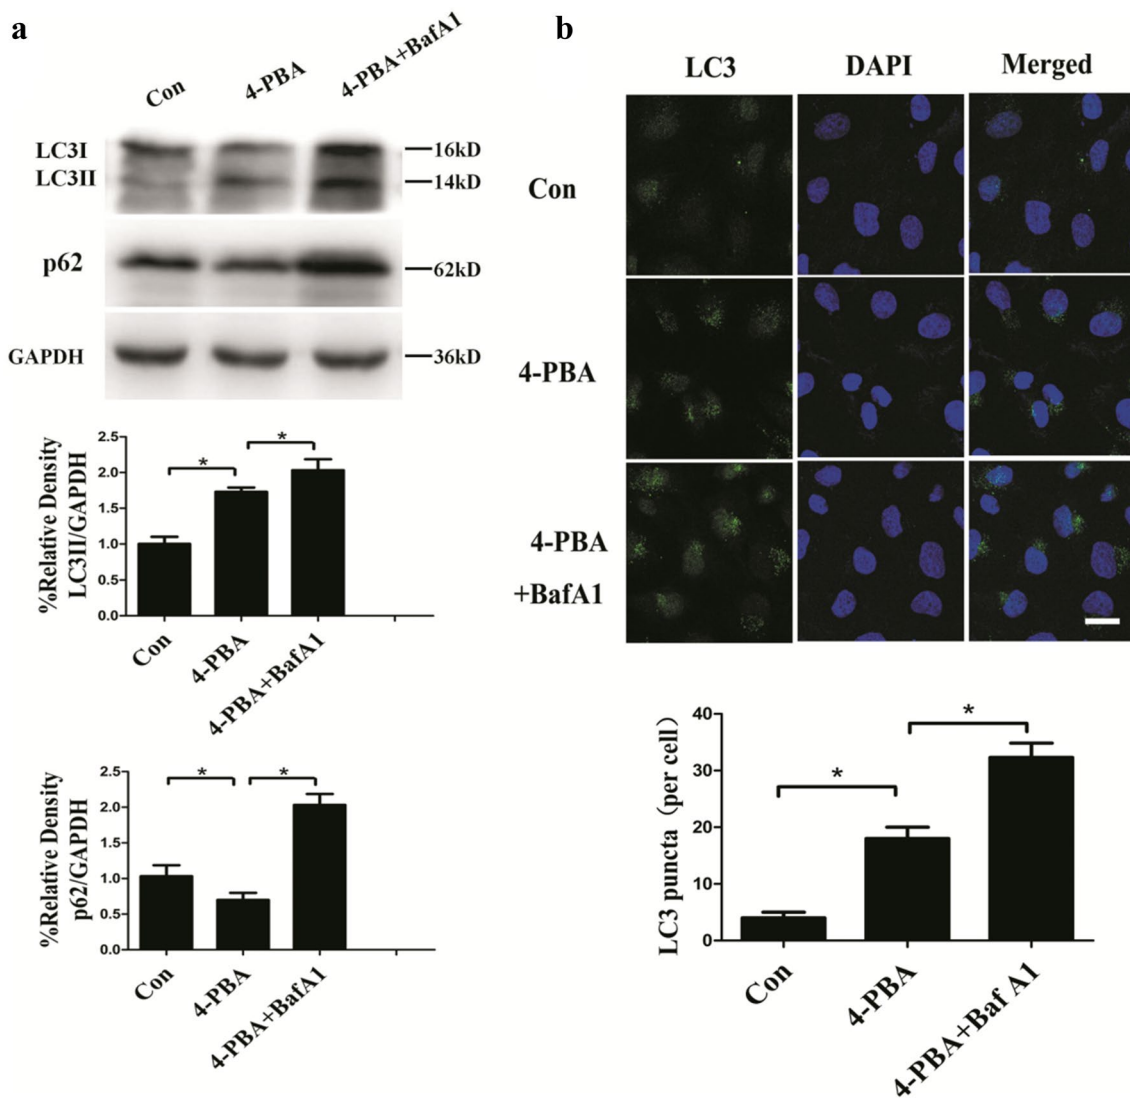 a
Con
4-PBA
4-PBA+BafA1
LC3I
16kD
LC3II
14kD
p62
62kD
GAPDH
36kD
%Relative Density
LC3II/GAPDH
2.5
2.0
1.5
1.0
0.5
0.0
*
*
Con
4-PBA
4-PBA+BafA1
%Relative Density
p62/GAPDH
2.5
2.0
1.5
1.0
0.5
0.0
*
*
Con
4-PBA
4-PBA+BafA1
b
LC3
DAPI
Merged
Con
4-PBA
4-PBA
+BafA1
LC3 puncta (per cell)
40
30
20
10
0
*
*
Con
4-PBA
4-PBA+Baf A1